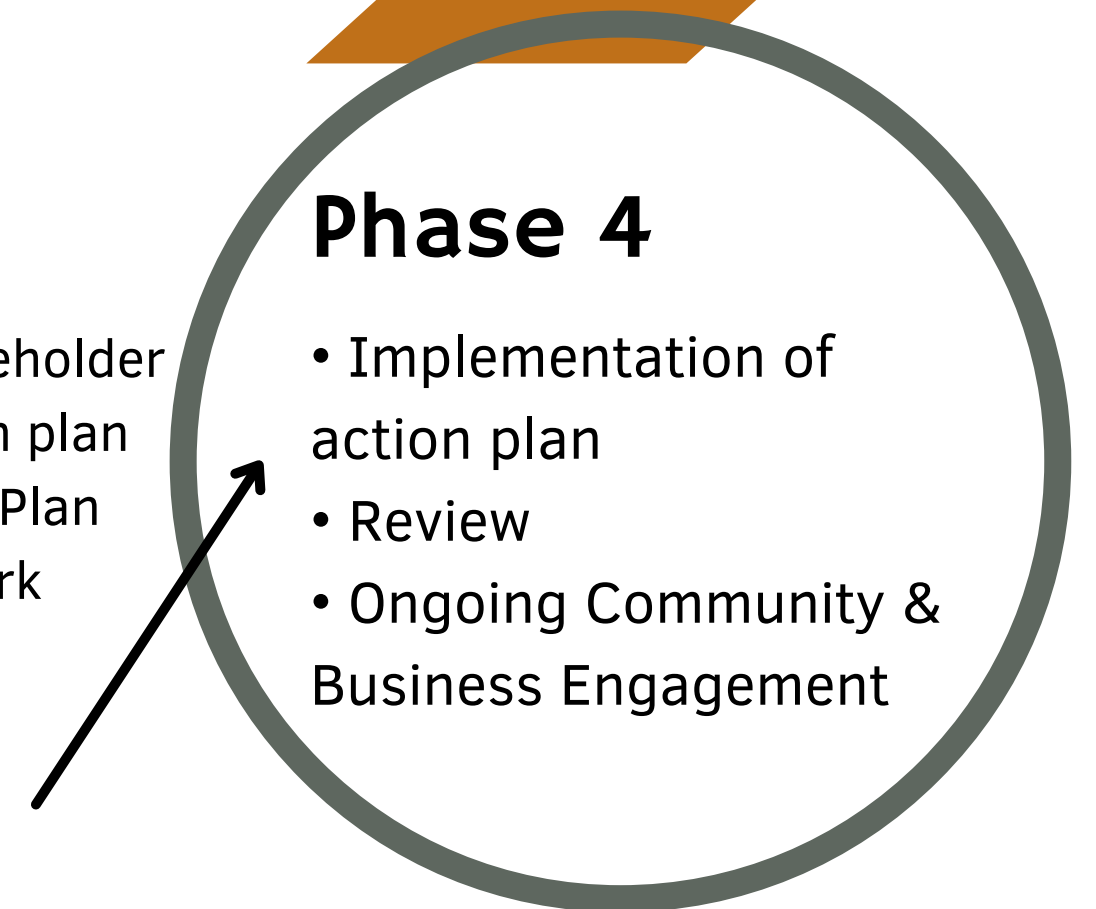 Phase 4
eholder
n plan
Plan
rk
• Implementation of
action plan
• Review
• Ongoing Community &
Business Engagement